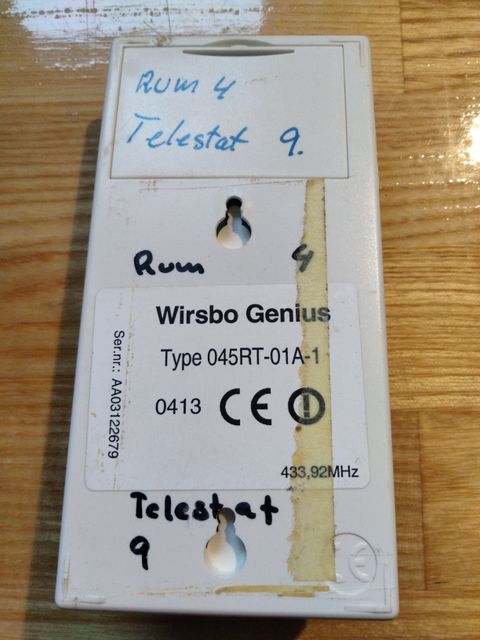 Rum 4
Telestat 9.
Rum 4
Wirsbo Genius
Type 045RT-01A-1
0413 CE
Ser.nr.: AA03122679
433,92MHz
Telestat
9
CE